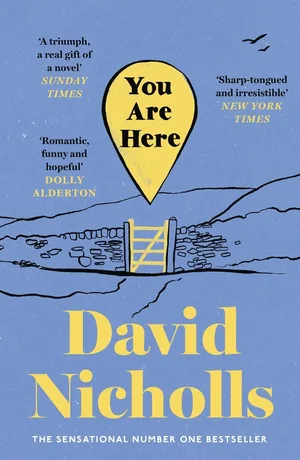 'A triumph,
a real gift of
a novel'
SUNDAY
TIMES
'Romantic,
funny and
hopeful'
DOLLY
ALDERTON
You
Are
Here
'Sharp-tongued
and irresistible'
NEW YORK
TIMES
David
Nicholls
THE SENSATIONAL NUMBER ONE BESTSELLER